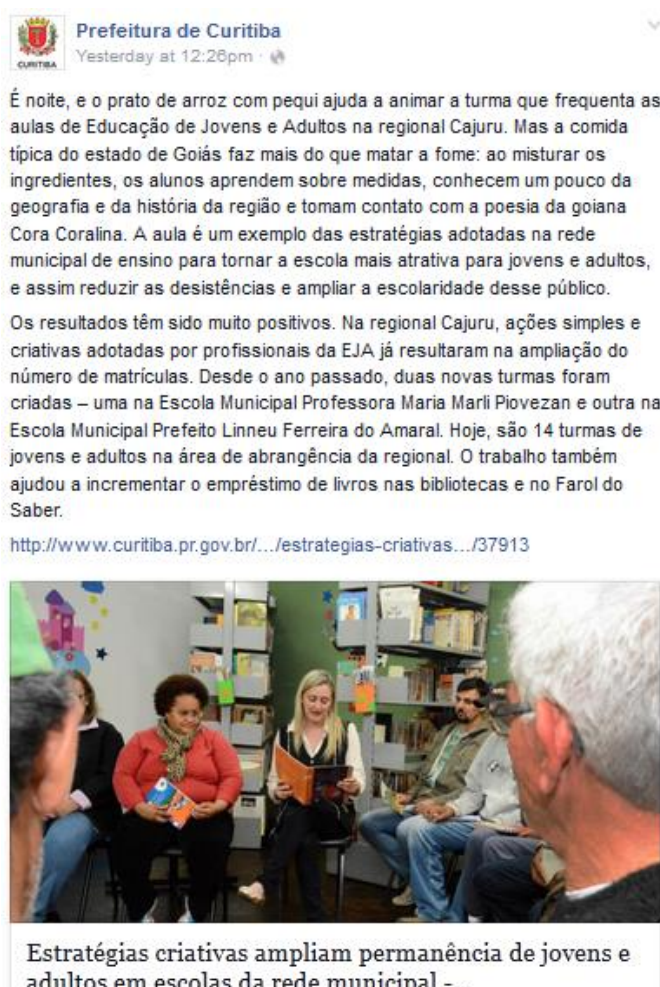 Prefeitura de Curitiba
CURITIBA
Yesterday at 12:26pm ·
É noite, e o prato de arroz com pequi ajuda a animar a turma que frequenta as
aulas de Educação de Jovens e Adultos na regional Cajuru. Mas a comida
típica do estado de Goiás faz mais do que matar a fome: ao misturar os
ingredientes, os alunos aprendem sobre medidas, conhecem um pouco da
geografia e da história da região e tomam contato com a poesia da goiana
Cora Coralina. A aula é um exemplo das estratégias adotadas na rede
municipal de ensino para tornar a escola mais atrativa para jovens e adultos,
e assim reduzir as desistências e ampliar a escolaridade desse público.
Os resultados têm sido muito positivos. Na regional Cajuru, ações simples e
criativas adotadas por profissionais da EJA já resultaram na ampliação do
número de matrículas. Desde o ano passado, duas novas turmas foram
criadas – uma na Escola Municipal Professora Maria Marli Piovezan e outra na
Escola Municipal Prefeito Linneu Ferreira do Amaral. Hoje, são 14 turmas de
jovens e adultos na área de abrangência da regional. O trabalho também
ajudou a incrementar o empréstimo de livros nas bibliotecas e no Farol do
Saber.
http://www.curitiba.pr.gov.br/.../estrategias-criativas.../37913
Estratégias criativas ampliam permanência de jovens e
adultos em escolas da rede municipal -...